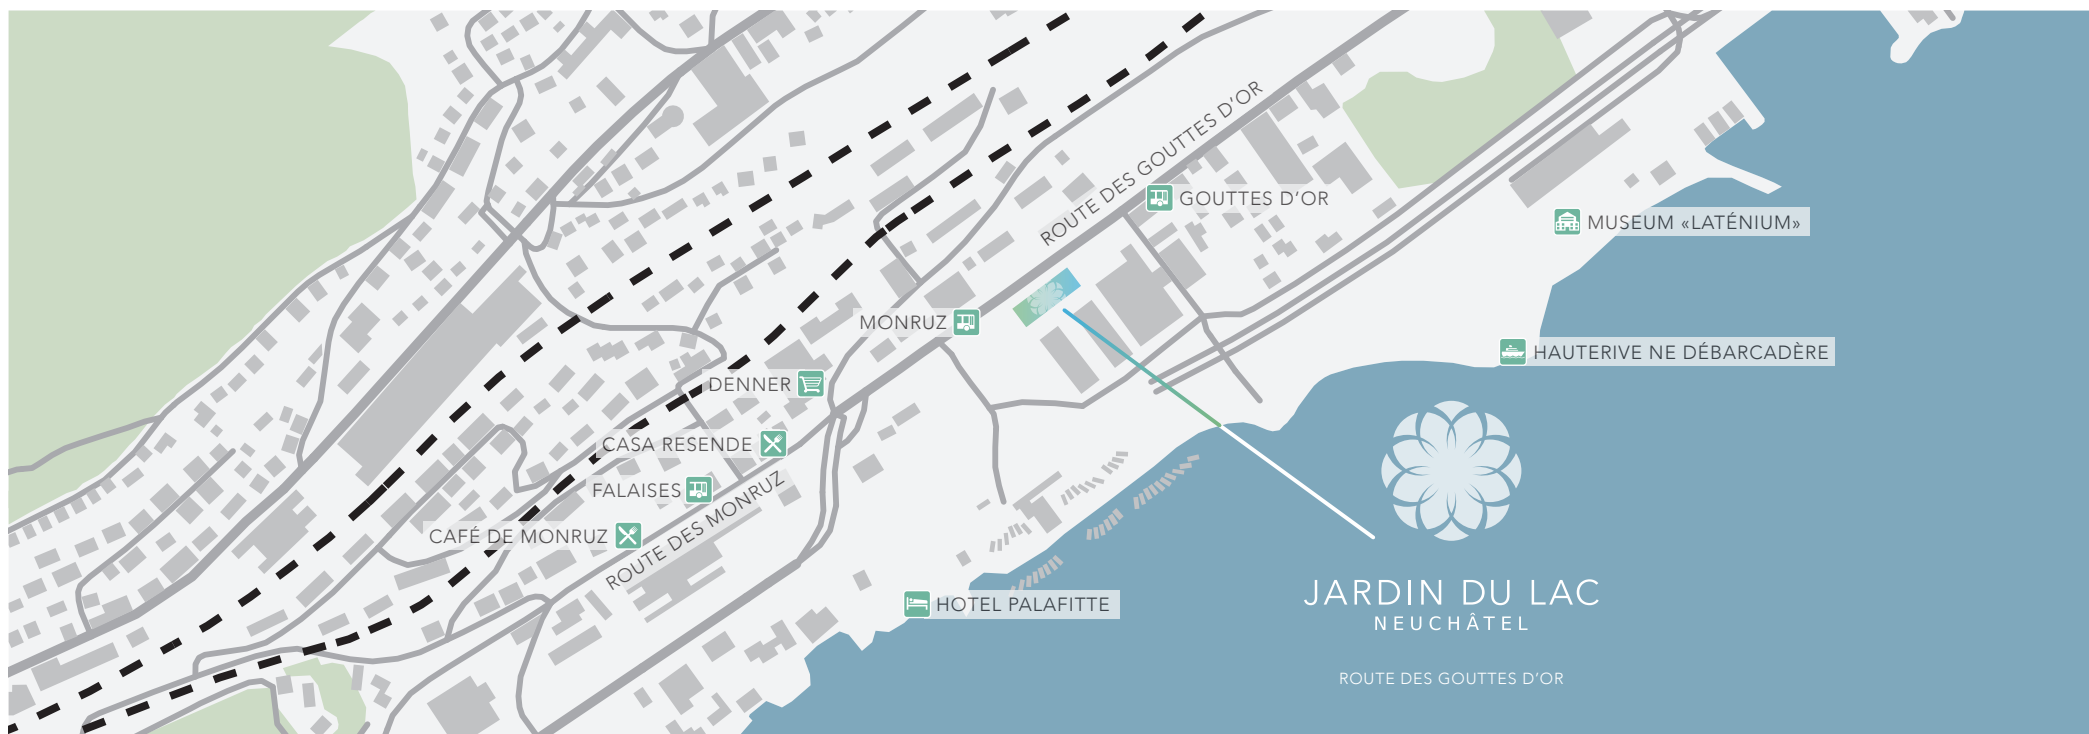 ROUTE DES GOUTTES D'OR
GOUTTES D'OR
MUSEUM «LATÉNIUM»
MONRUZ
HAUTERIVE NE DÉBARCADÈRE
DENNER
CASA RESENDE
FALAISES
CAFÉ DE MONRUZ
ROUTE DES MONRUZ
HOTEL PALAFITTE
JARDIN DU LAC
NEUCHÂTEL
ROUTE DES GOUTTES D'OR